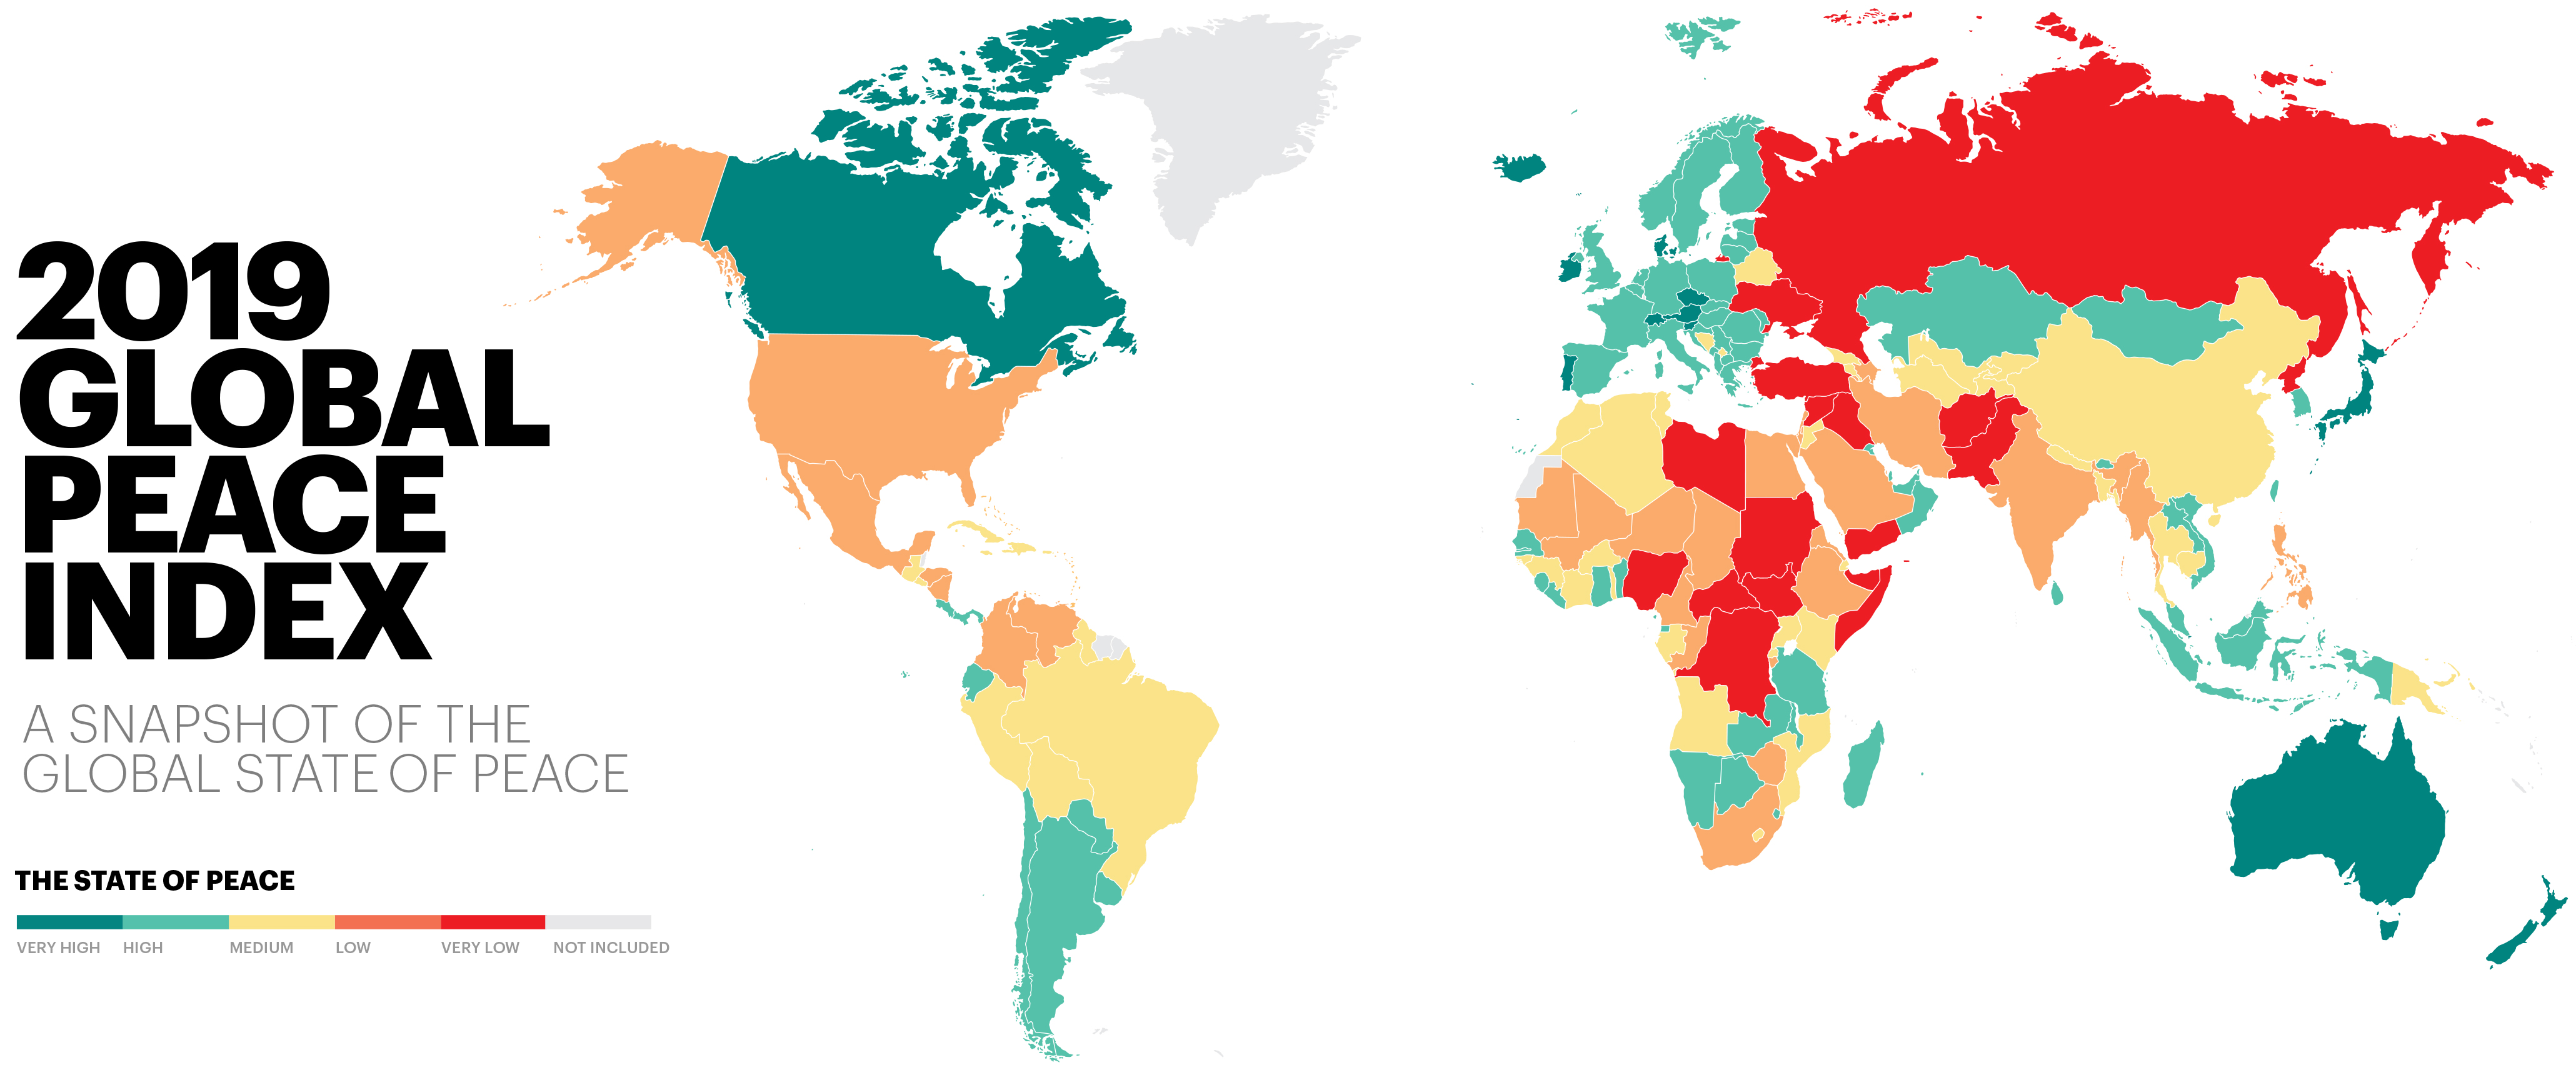 2019
GLOBAL
PEACE
INDEX
A SNAPSHOT OF THE
GLOBAL STATE OF PEACE
THE STATE OF PEACE
VERY HIGH HIGH MEDIUM LOW VERY LOW NOT INCLUDED